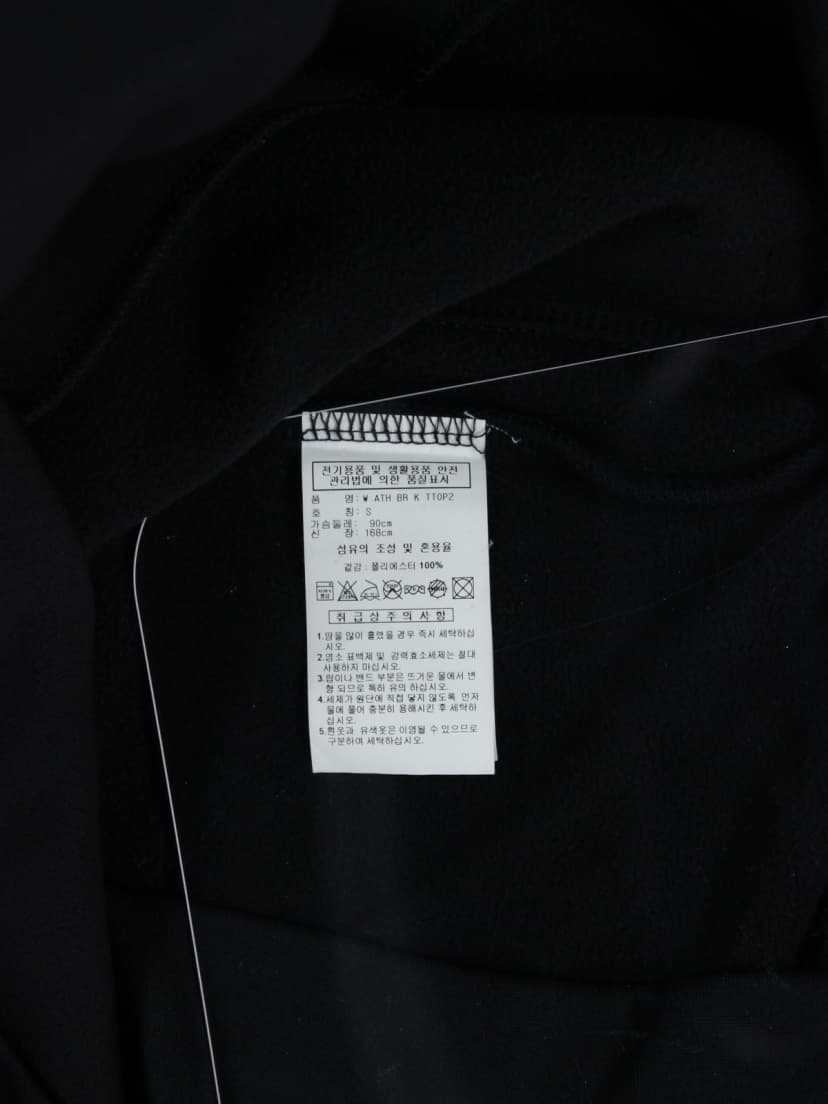 전기용품 및 생활용품 안전
관리법에 의한 품질표시
품 명: W ATH BR K TTOP2
호 칭: S
가슴둘레: 90cm
신 장: 168cm
섬유의 조성 및 혼용율
겉감 : 폴리에스터 100%
취급상주의사항
1.땀을 많이 흘렸을 경우 즉시 세탁하십
시오.
2.염소 표백제 및 강력효소세제는 절대
사용하지 마십시오.
3.립이나 밴드 부분은 뜨거운 물에서 변
형 되므로 특히 유의 하십시오.
4.세제가 원단에 직접 닿지 않도록 먼저
물에 풀어 충분히 용해시킨 후 세탁하
십시오.
5.흰옷과 유색옷은 이염될 수 있으므로
구분하여 세탁하십시오.